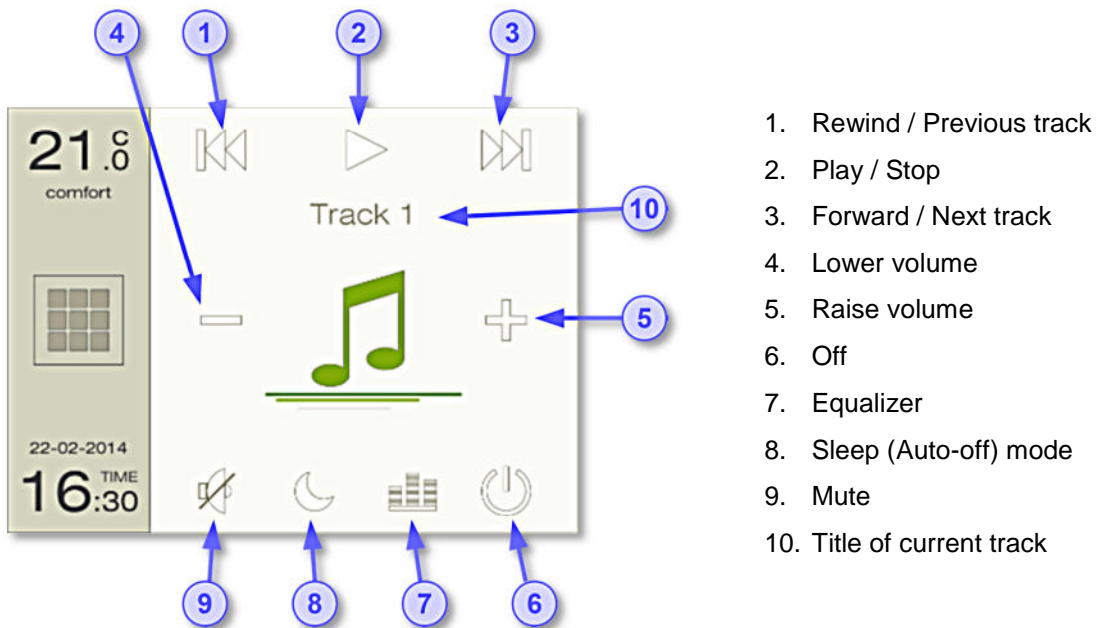 4
1
2
3
21.0 C
comfort
Track 1
10
5
22-02-2014
16:30 TIME
9
8
7
6
1. Rewind / Previous track
2. Play / Stop
3. Forward / Next track
4. Lower volume
5. Raise volume
6. Off
7. Equalizer
8. Sleep (Auto-off) mode
9. Mute
10. Title of current track